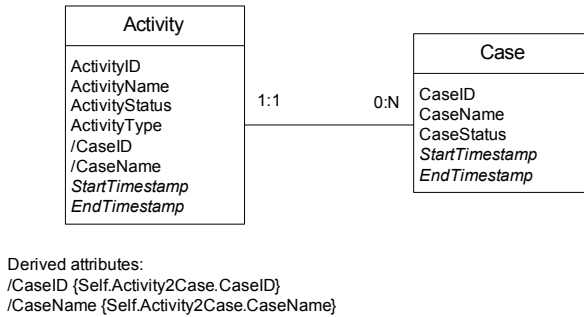 Activity
ActivityID
ActivityName
ActivityStatus
ActivityType
/CaseID
/CaseName
StartTimestamp
EndTimestamp
1:1
0:N
Case
CaseID
CaseName
CaseStatus
StartTimestamp
EndTimestamp
Derived attributes:
/CaseID {Self.Activity2Case.CaseID}
/CaseName {Self.Activity2Case.CaseName}